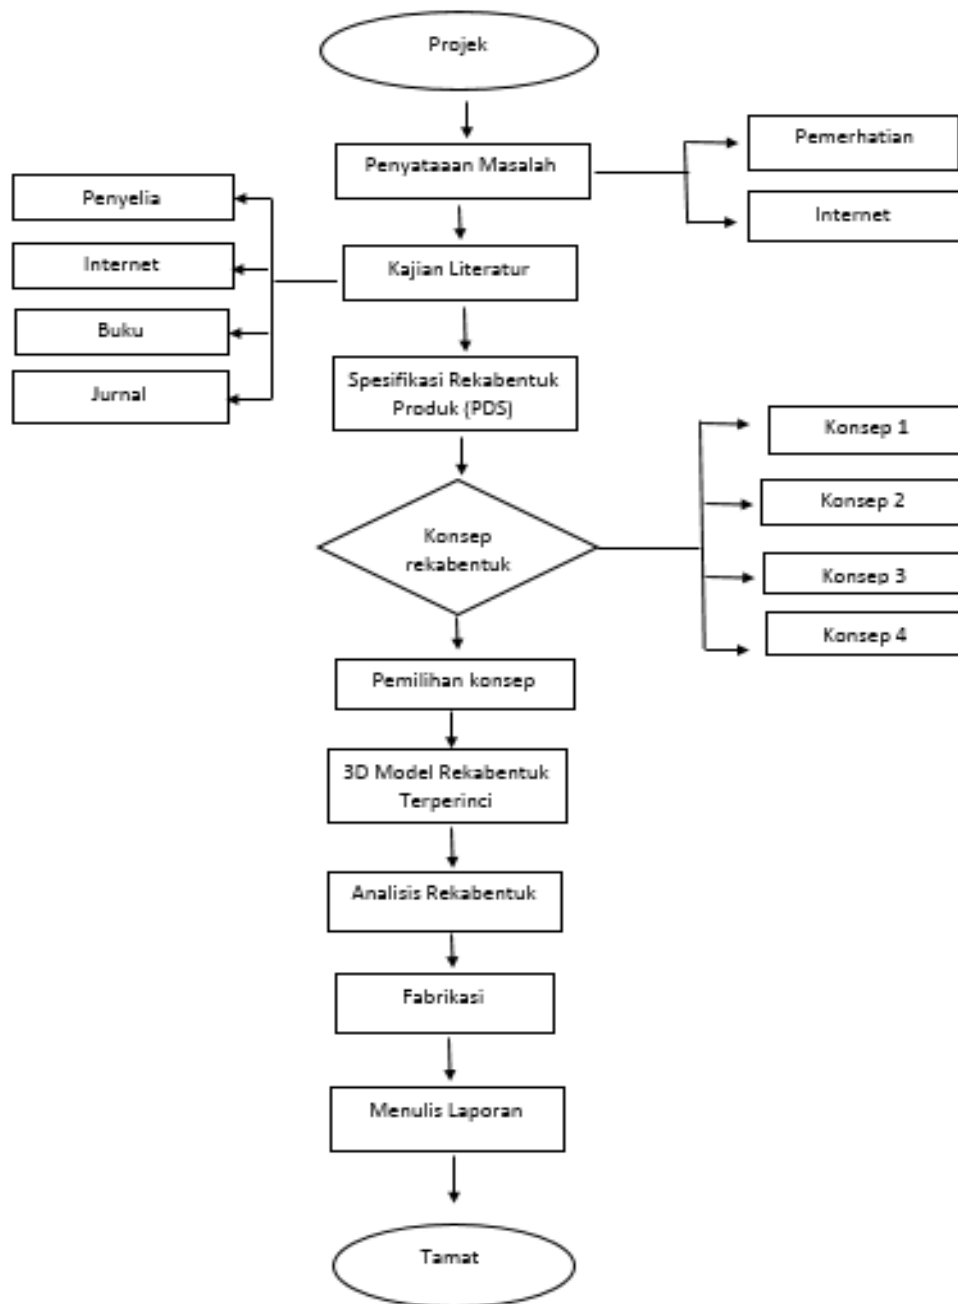 Projek
Penyataaan Masalah
Pemerhatian
Internet
Penyelia
Internet
Buku
Jurnal
Kajian Literatur
Spesifikasi Rekabentuk
Produk (PDS)
Konsep
rekabentuk
Konsep 1
Konsep 2
Konsep 3
Konsep 4
Pemilihan konsep
3D Model Rekabentuk
Terperinci
Analisis Rekabentuk
Fabrikasi
Menulis Laporan
Tamat